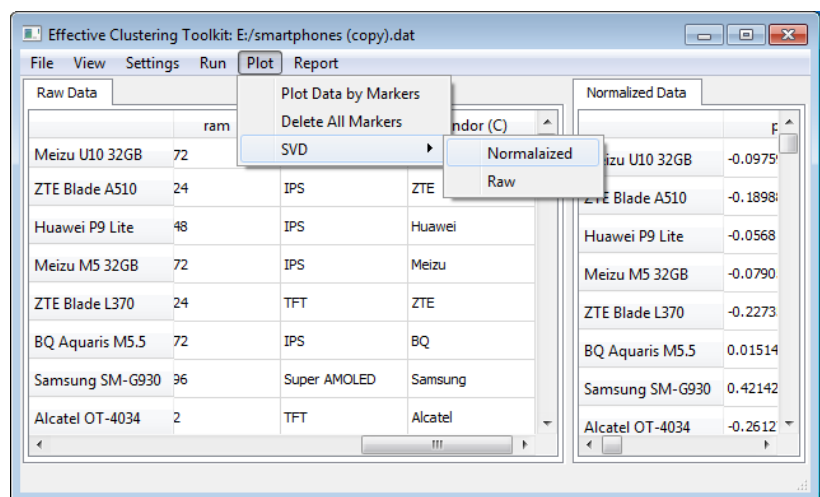 Effective Clustering Toolkit: E:/smartphones (copy).dat
File View Settings Run Plot Report
Raw Data
Plot Data by Markers
Delete All Markers
SVD
Normalaized
Raw
Normalized Data
ram ndor (C) p
Meizu U10 32GB 72
izu U10 32GB -0.0975
ZTE Blade A510 24 IPS ZTE
ZTE Blade A510 -0.1898
Huawei P9 Lite 48 IPS Huawei
Huawei P9 Lite -0.0568
Meizu M5 32GB 72 IPS Meizu
Meizu M5 32GB -0.0790
ZTE Blade L370 24 TFT ZTE
ZTE Blade L370 -0.2273
BQ Aquaris M5.5 72 IPS BQ
BQ Aquaris M5.5 0.01514
Samsung SM-G930 96 Super AMOLED Samsung
Samsung SM-G930 0.42142
Alcatel OT-4034 2 TFT Alcatel
Alcatel OT-4034 -0.2612